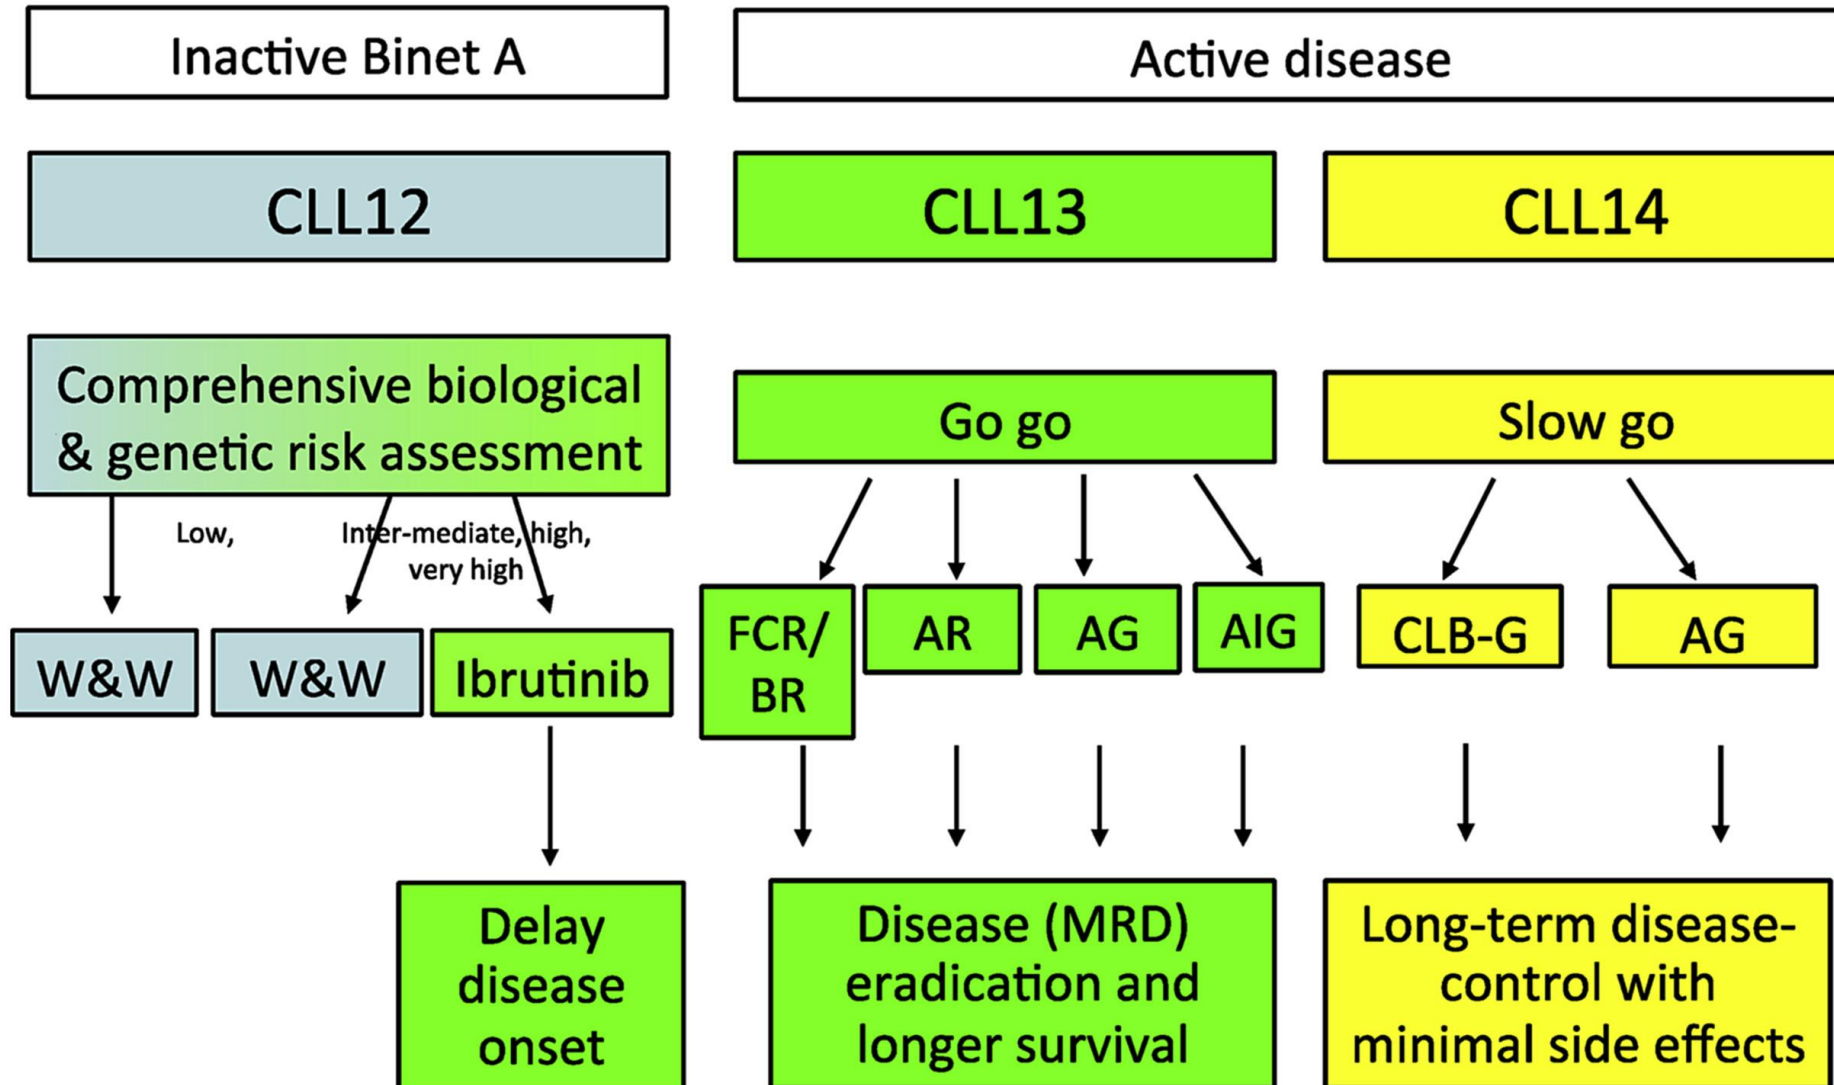 Inactive Binet A
Active disease
CLL12
CLL13
CLL14
Comprehensive biological
& genetic risk assessment
Go go
Slow go
Low,
Inter-mediate, high,
very high
W&W
W&W
Ibrutinib
FCR/
BR
AR
AG
AIG
CLB-G
AG
Delay
disease
onset
Disease (MRD)
eradication and
longer survival
Long-term disease-
control with
minimal side effects